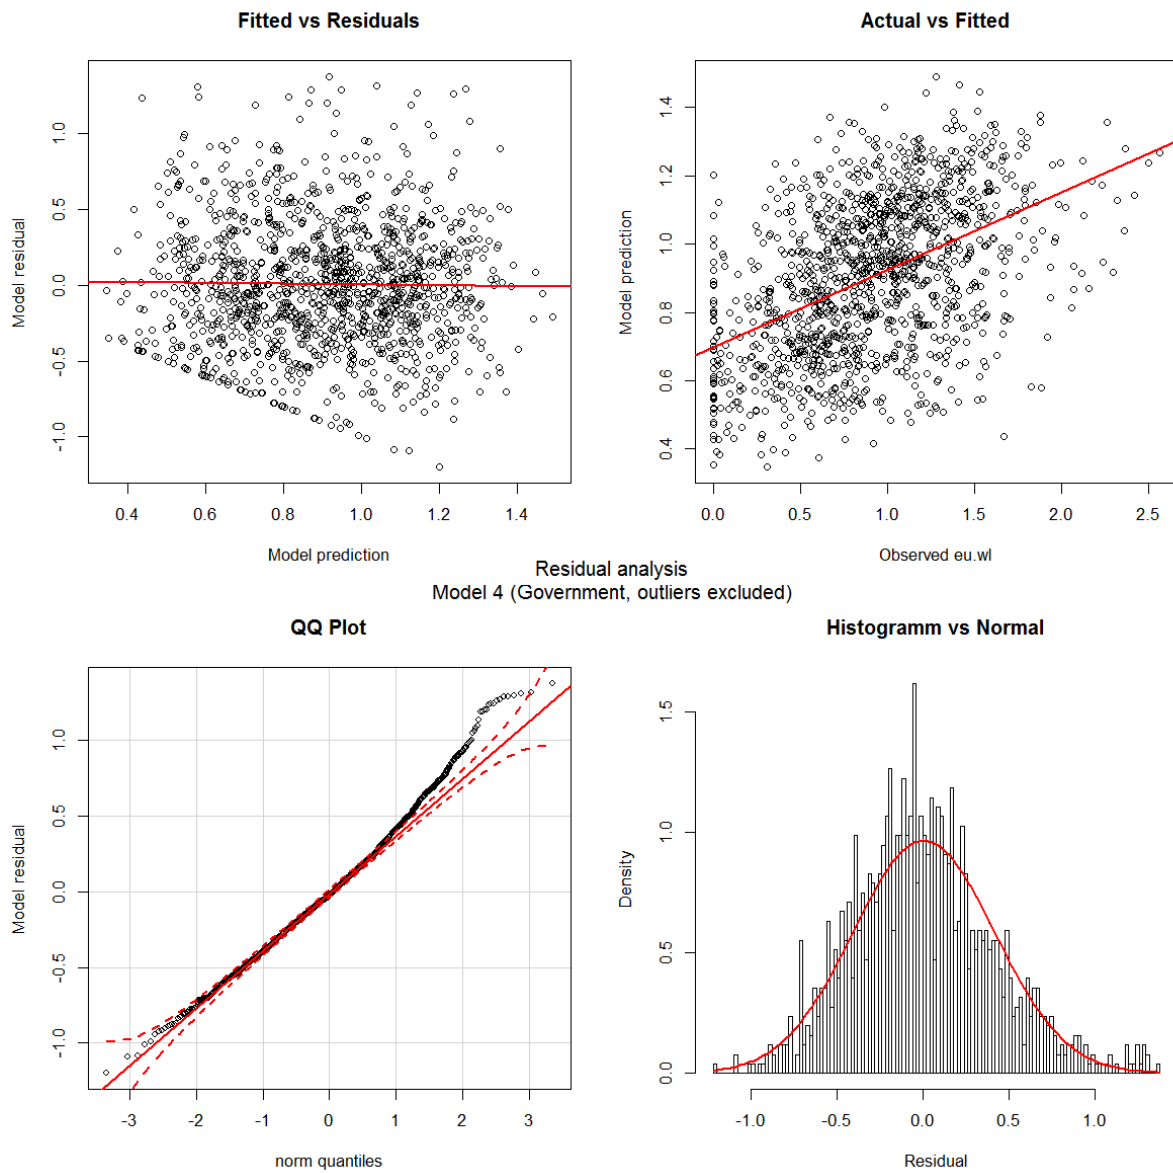 Fitted vs Residuals
Model residual
1.0
0.5
0.0
-0.5
-1.0
0.4 0.6 0.8 1.0 1.2 1.4
Model prediction
Actual vs Fitted
Model prediction
1.4
1.2
1.0
0.8
0.6
0.4
0.0 0.5 1.0 1.5 2.0 2.5
Observed eu.wl
Residual analysis
Model 4 (Government, outliers excluded)
QQ Plot
Model residual
1.0
0.5
0.0
-0.5
-1.0
-3 -2 -1 0 1 2 3
norm quantiles
Histogramm vs Normal
Density
1.5
1.0
0.5
0.0
-1.0 -0.5 0.0 0.5 1.0
Residual